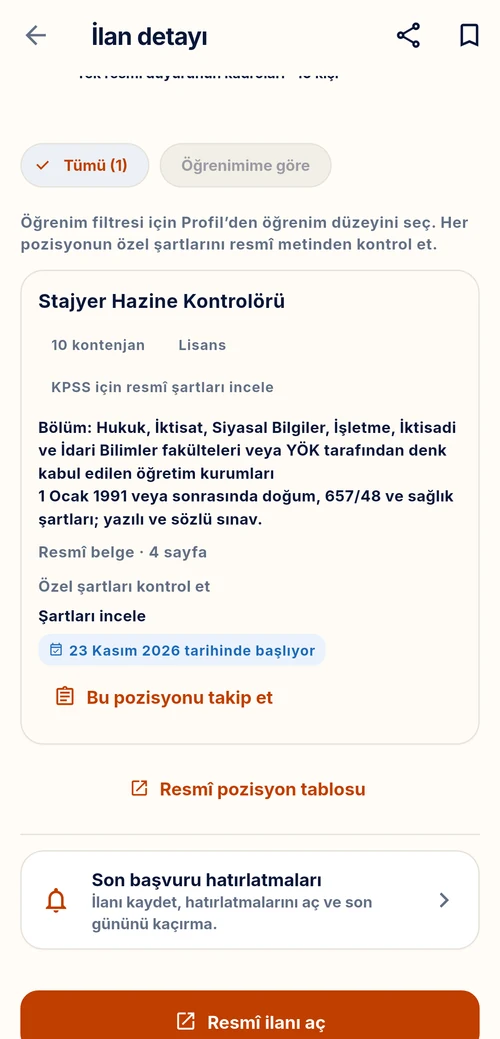 İlan detayı
Tümü (1)
Öğrenimime göre
Öğrenim filtresi için Profil'den öğrenim düzeyini seç. Her
pozisyonun özel şartlarını resmî metinden kontrol et.
Stajyer Hazine Kontrolörü
10 kontenjan
Lisans
KPSS için resmî şartları incele
Bölüm: Hukuk, İktisat, Siyasal Bilgiler, İşletme, İktisadi
ve İdari Bilimler fakülteleri veya YÖK tarafından denk
kabul edilen öğretim kurumları
1 Ocak 1991 veya sonrasında doğum, 657/48 ve sağlık
şartları; yazılı ve sözlü sınav.
Resmî belge · 4 sayfa
Özel şartları kontrol et
Şartları incele
23 Kasım 2026 tarihinde başlıyor
Bu pozisyonu takip et
Resmî pozisyon tablosu
Son başvuru hatırlatmaları
İlanı kaydet, hatırlatmalarını aç ve son
gününü kaçırma.
Resmî ilanı aç